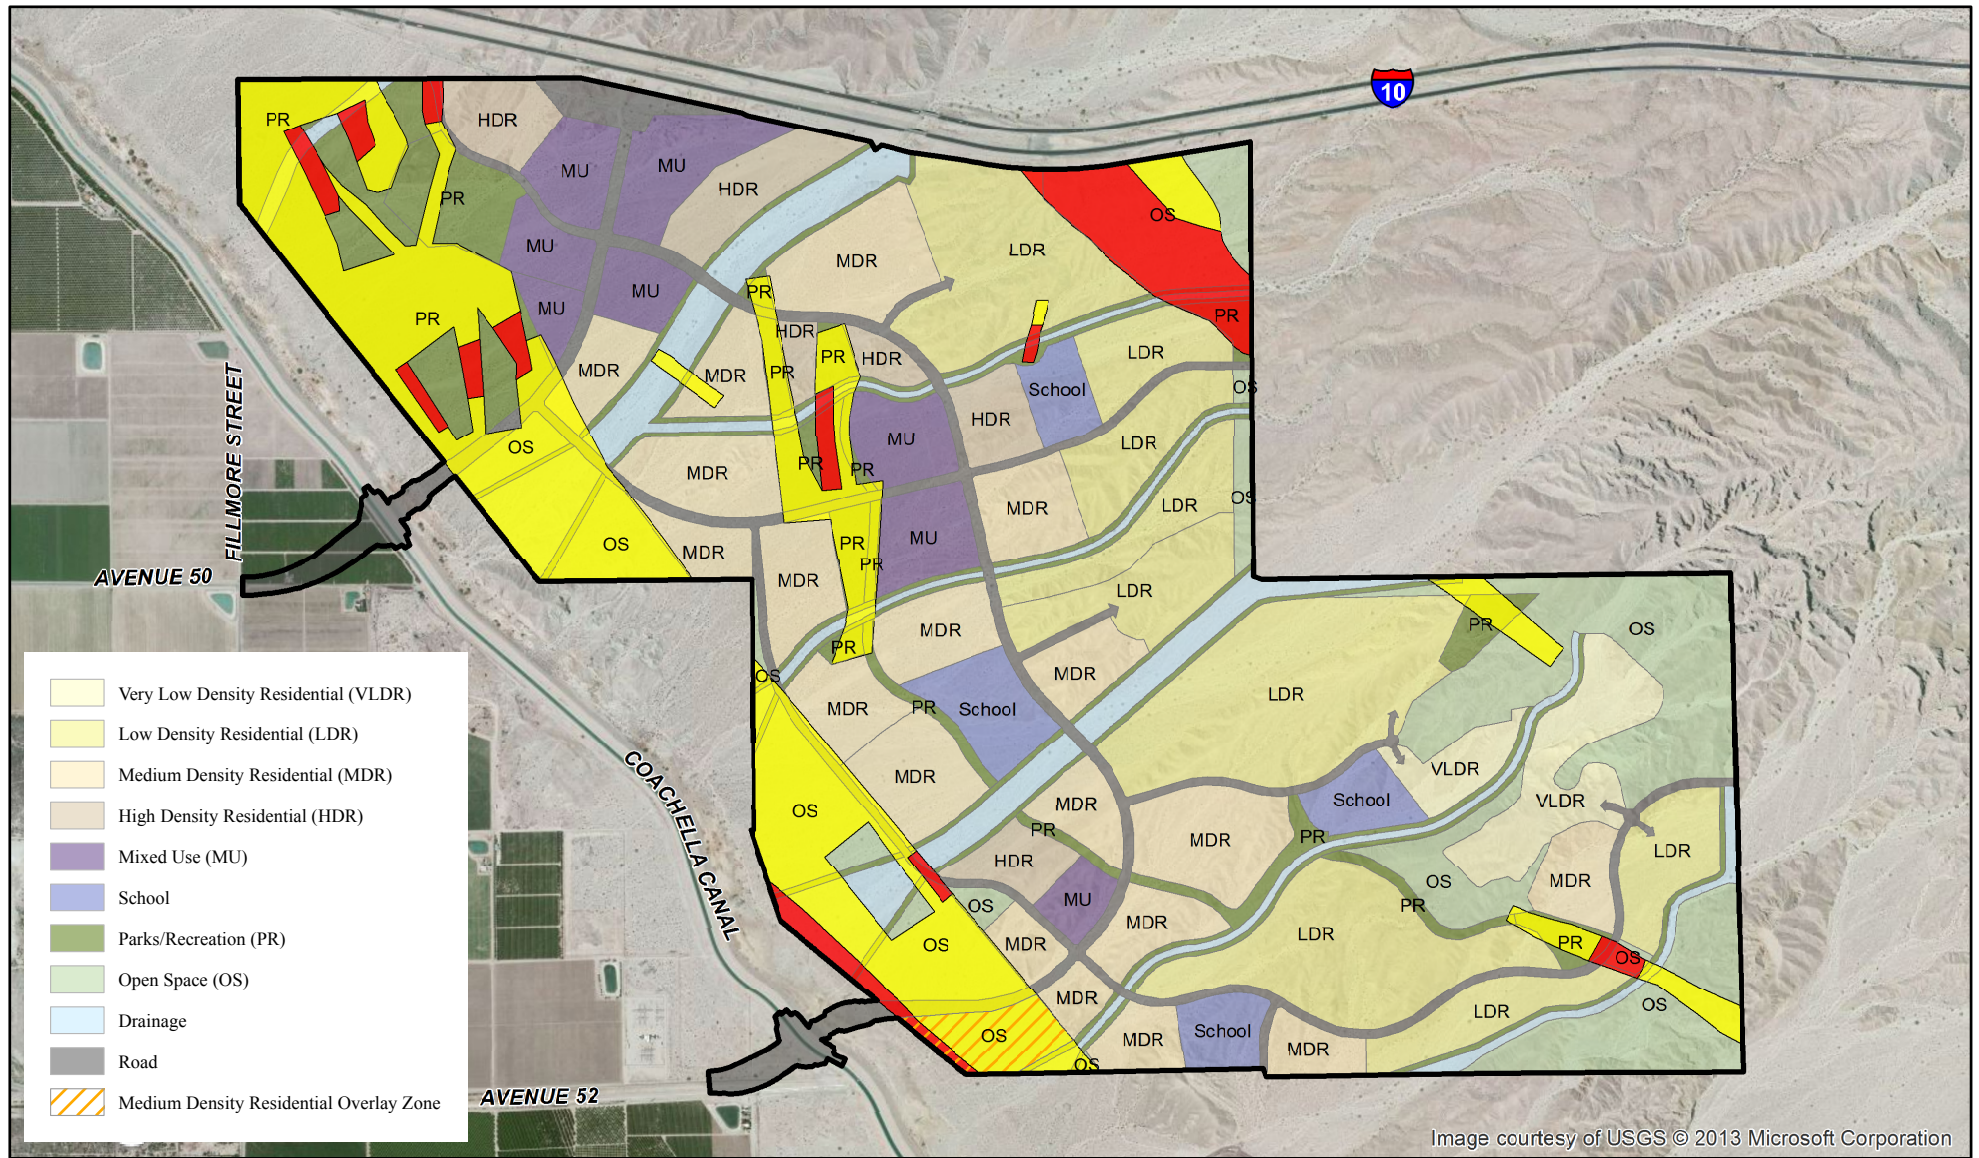 10
PR
HDR
MU
MU
HDR
PR
OS
MU
MDR
LDR
MU
PR
MU
PR
PR
HDR
PR
HDR
LDR
MDR
MDR
PR
School
OS
HDR
MU
LDR
OS
MDR
PR
PR
OS
MDR
LDR
MU
PR
OS
MDR
PR
MDR
LDR
MDR
OS
PR
PR
MDR
OS
LDR
MDR
PR
School
MDR
VLDR
School
VLDR
OS
MDR
PR
MDR
PR
LDR
HDR
MDR
OS
MU
OS
PR
MDR
LDR
OS
MDR
PR
OS
MDR
OS
LDR
OS
MDR
School
MDR
OS
FILLMORE STREET
AVENUE 50
COACHELLA CANAL
AVENUE 52
Very Low Density Residential (VLDR)
Low Density Residential (LDR)
Medium Density Residential (MDR)
High Density Residential (HDR)
Mixed Use (MU)
School
Parks/Recreation (PR)
Open Space (OS)
Drainage
Road
Medium Density Residential Overlay Zone
Image courtesy of USGS © 2013 Microsoft Corporation